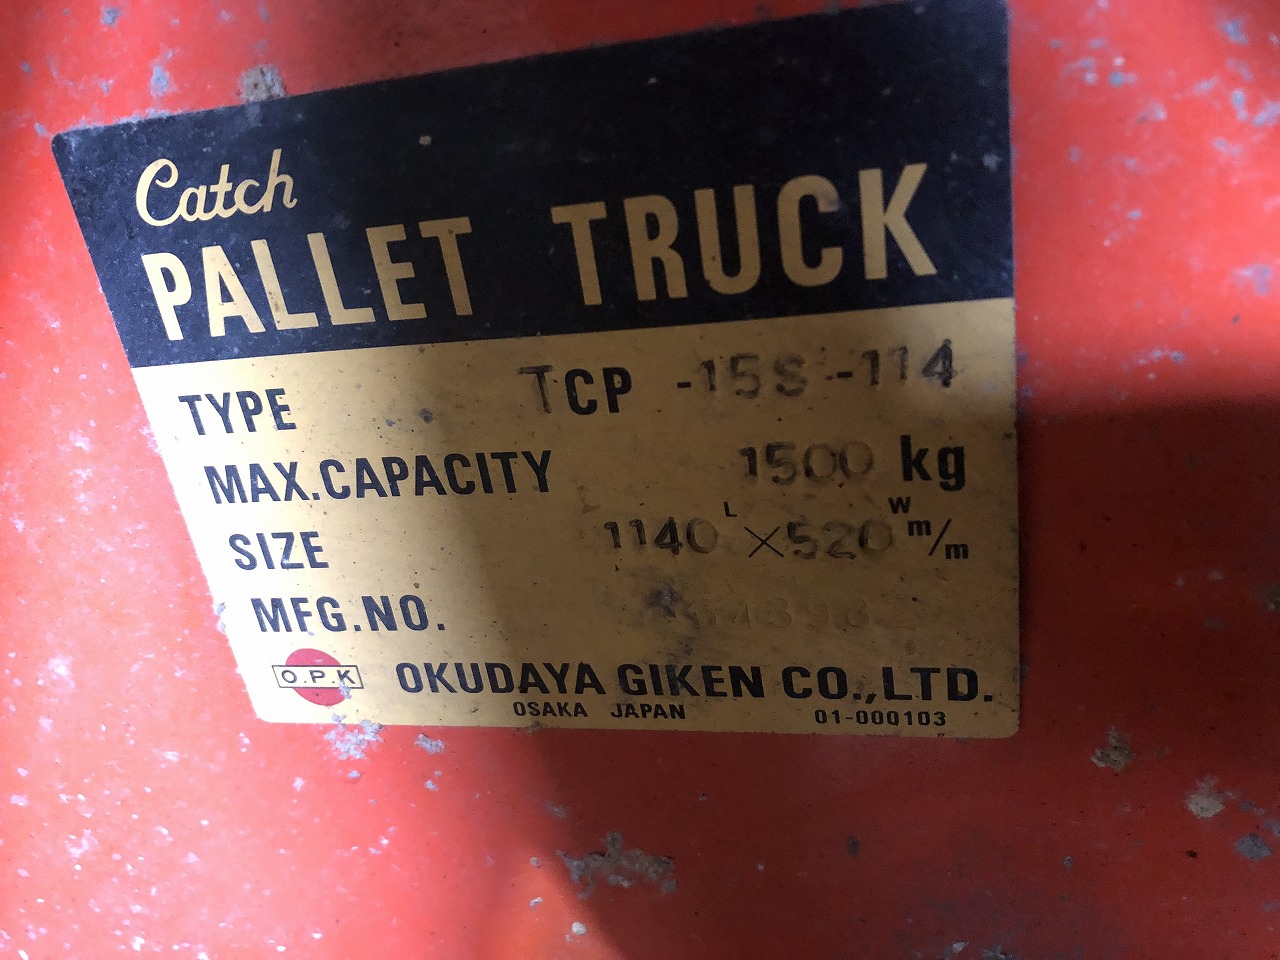 Catch
PALLET TRUCK
TYPE TCP -15S -114
MAX.CAPACITY 1500 kg
SIZE 1140 L ×520 W m/m
MFG.NO.
O.P.K OKUDAYA GIKEN CO.,LTD.
OSAKA JAPAN 01-000103